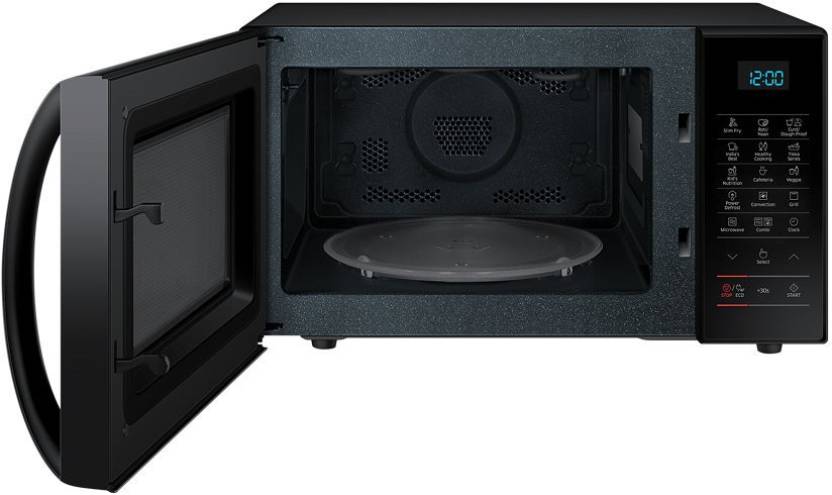 12:00
Slim Fry
Roti/ Naan
Curd/ Dough Proof
India's Best
Healthy Cooking
Tikka Series
Kid's Nutrition
Cafeteria
Veggie
Power Defrost
Convection
Grill
Microwave
Combi
Clock
Select
STOP / ECO
+30s
START